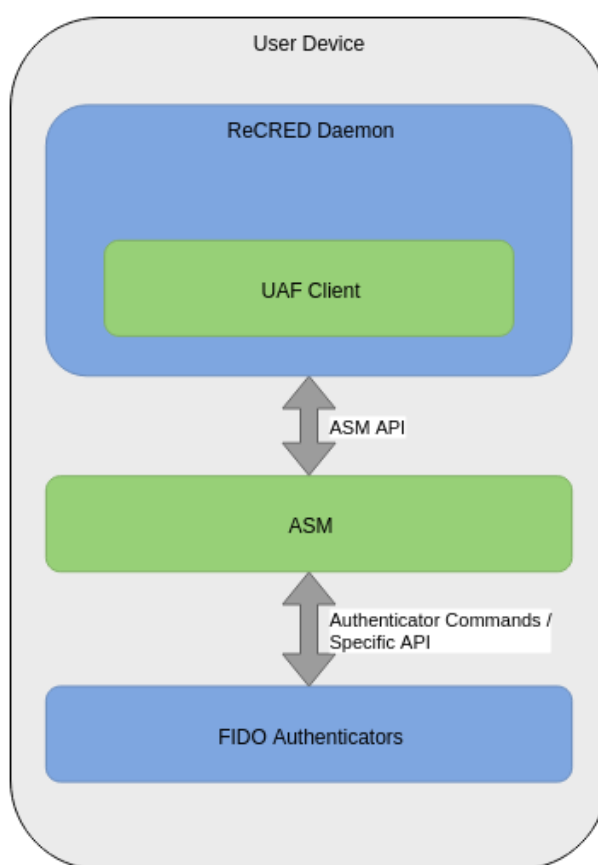 User Device
ReCRED Daemon
UAF Client
ASM API
ASM
Authenticator Commands /
Specific API
FIDO Authenticators